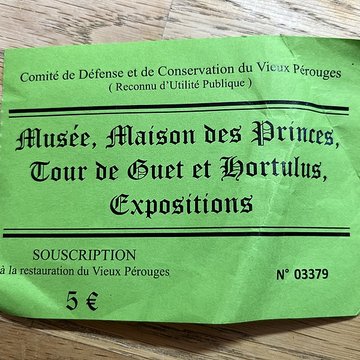 Comité de Défense et de Conservation du Vieux Pérouges
( Reconnu d'Utilité Publique )
Musée, Maison des Princes,
Tour de Guet et Hortulus,
Expositions
SOUSCRIPTION
à la restauration du Vieux Pérouges
N° 03379
5 €